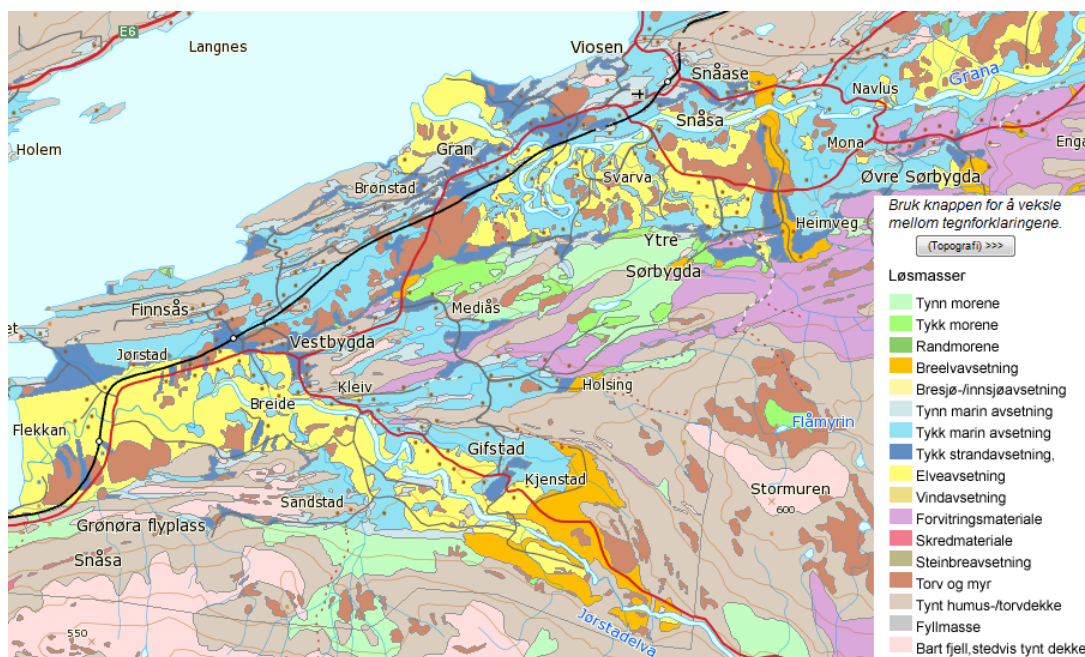 E6
Langnes
Viosen
Snåase
Grana
Navlus
Holem
Snåsa
Gran
Mona
Enga
Svarva
Brønstad
Øvre Sørbygda
Heimveg
Ytre
Sørbygda
Finnsås
Mediås
et
Jørstad
Vestbygda
Kleiv
Holsing
Breide
Flekkan
Flåmyrin
Gifstad
Kjenstad
Stormuren
Sandstad
600
Grønøra flyplass
Snåsa
550
Jørstadelva
Bruk knappen for å veksle
mellom tegnforklaringene.
(Topografi) >>>
Løsmasser
Tynn morene
Tykk morene
Randmorene
Breelvavsetning
Bresjø-/innsjøavsetning
Tynn marin avsetning
Tykk marin avsetning
Tykk strandavsetning,
Elveavsetning
Vindavsetning
Forvitringsmateriale
Skredmateriale
Steinbreavsetning
Torv og myr
Tynt humus-/torvdekke
Fyllmasse
Bart fjell,stedvis tynt dekke